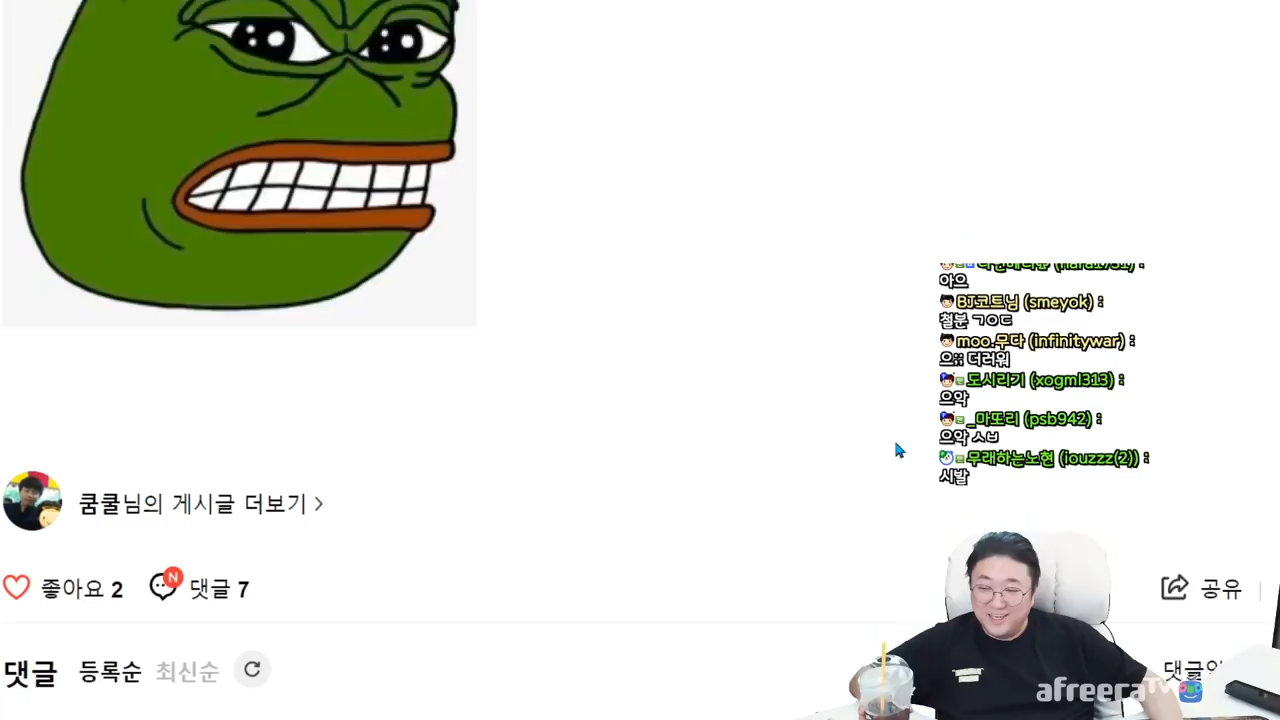 아으
BJ코트님 (smeyok) :
철분 ㄱㅇㄷ
moo.무다 (infinitywar) :
으;; 더러워
도시리기 (xogml313) :
으악
_마또리 (psb942) :
으악 ㅅㅂ
무래하는노현 (iouzzz(2)) :
시발
쿰쿨님의 게시글 더보기 >
좋아요 2 N 댓글 7
공유
댓글 등록순 최신순
afreecaTV